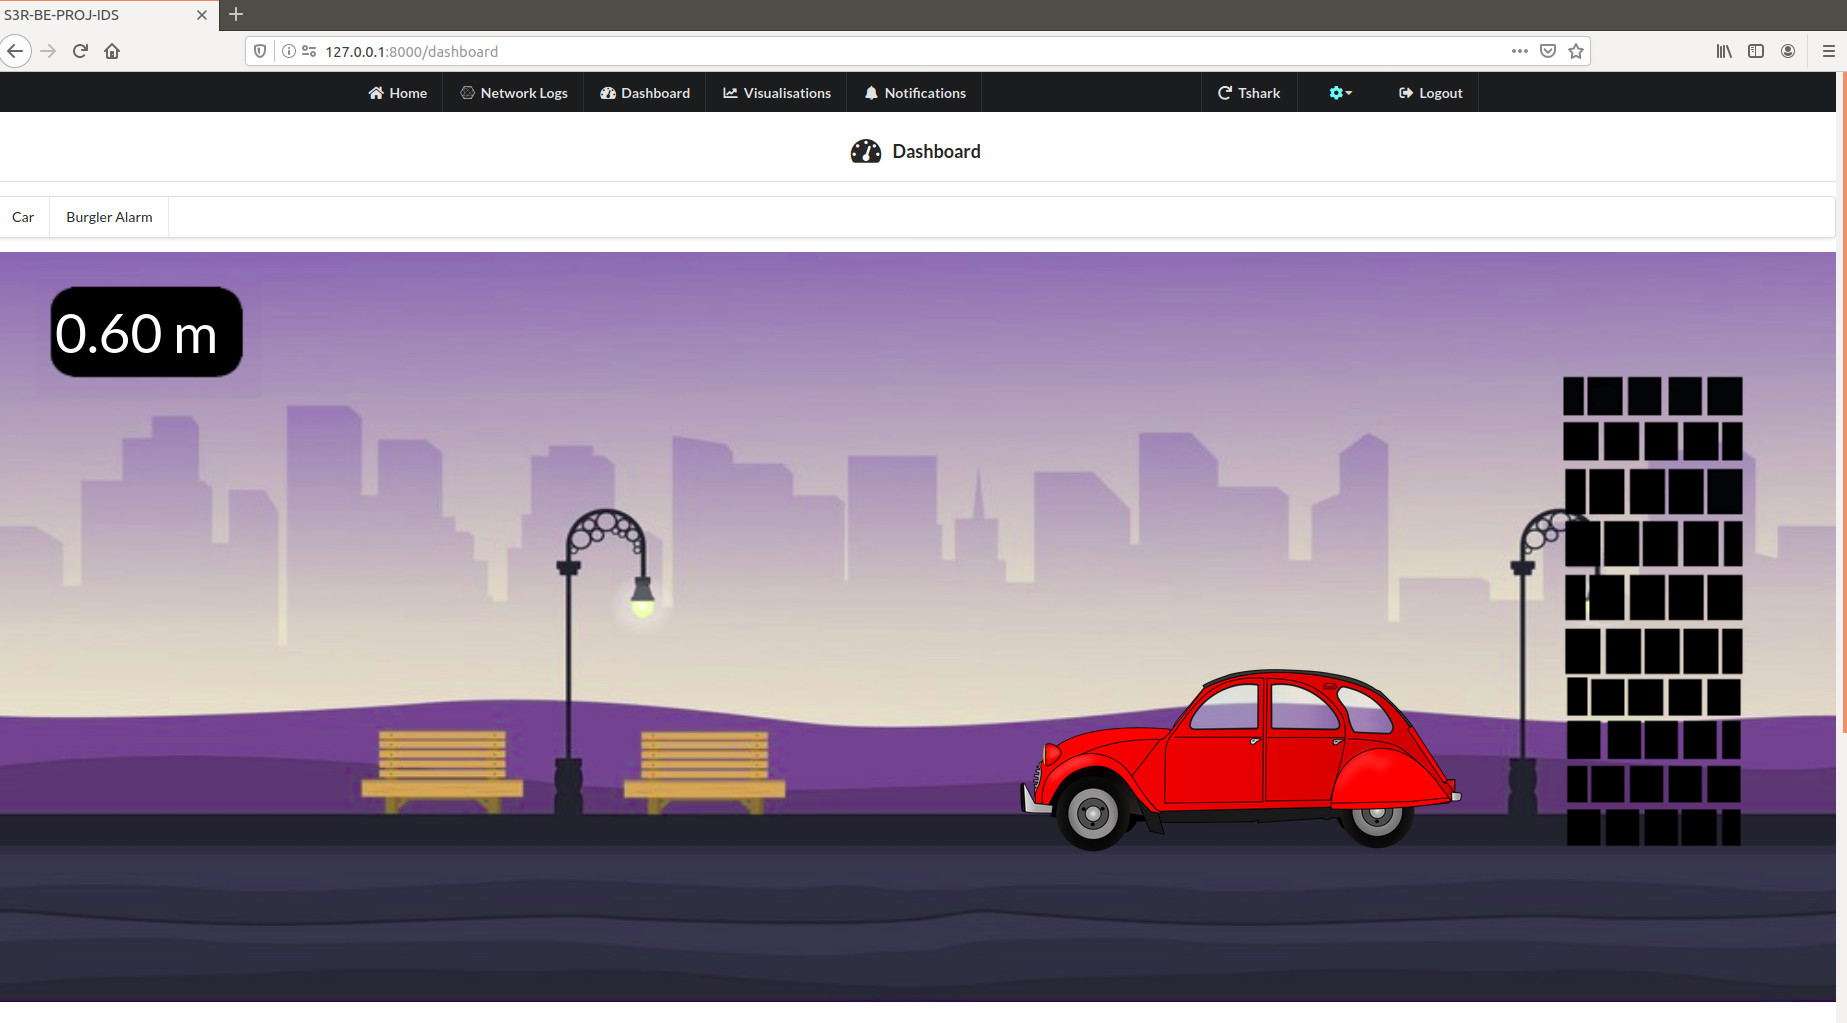 S3R-BE-PROJ-IDS
127.0.0.1:8000/dashboard
Home Network Logs Dashboard Visualisations Notifications Tshark Logout
Dashboard
Car Burgler Alarm
0.60 m